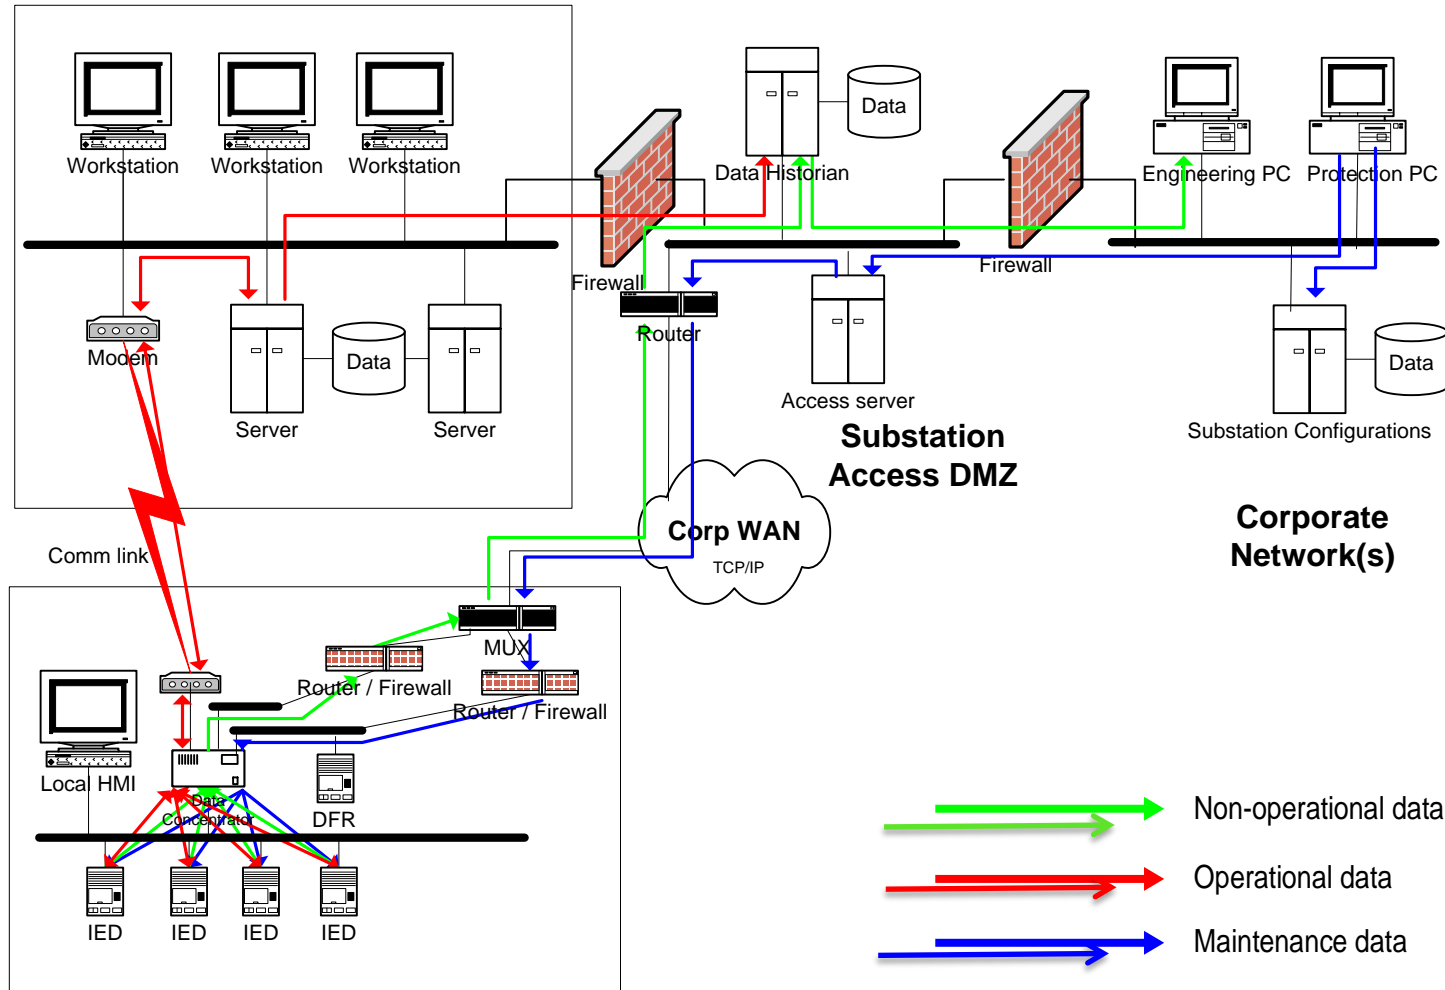 Workstation
Workstation
Workstation
Data
Data Historian
Engineering PC
Protection PC
Firewall
Firewall
Modem
Data
Server
Server
Router
Access server
Substation
Access DMZ
Data
Substation Configurations
Corporate
Network(s)
Comm link
Corp WAN
TCP/IP
MUX
Router / Firewall
Router / Firewall
Local HMI
Data
Concentrator
DFR
IED
IED
IED
IED
Non-operational data
Operational data
Maintenance data